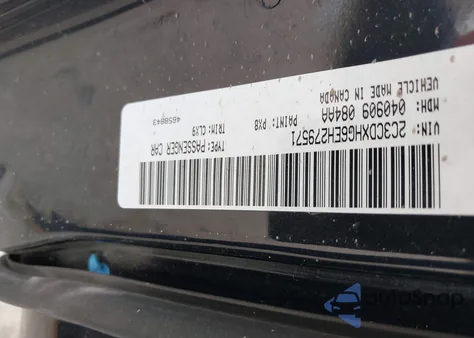 4658843
VEHICLE MADE IN CANADA
MDH: 040909 084AA
PAINT: PX8
TRIM: CLX9
VIN: 2C3CDXHG6EH279571
TYPE: PASSENGER CAR
autosnap